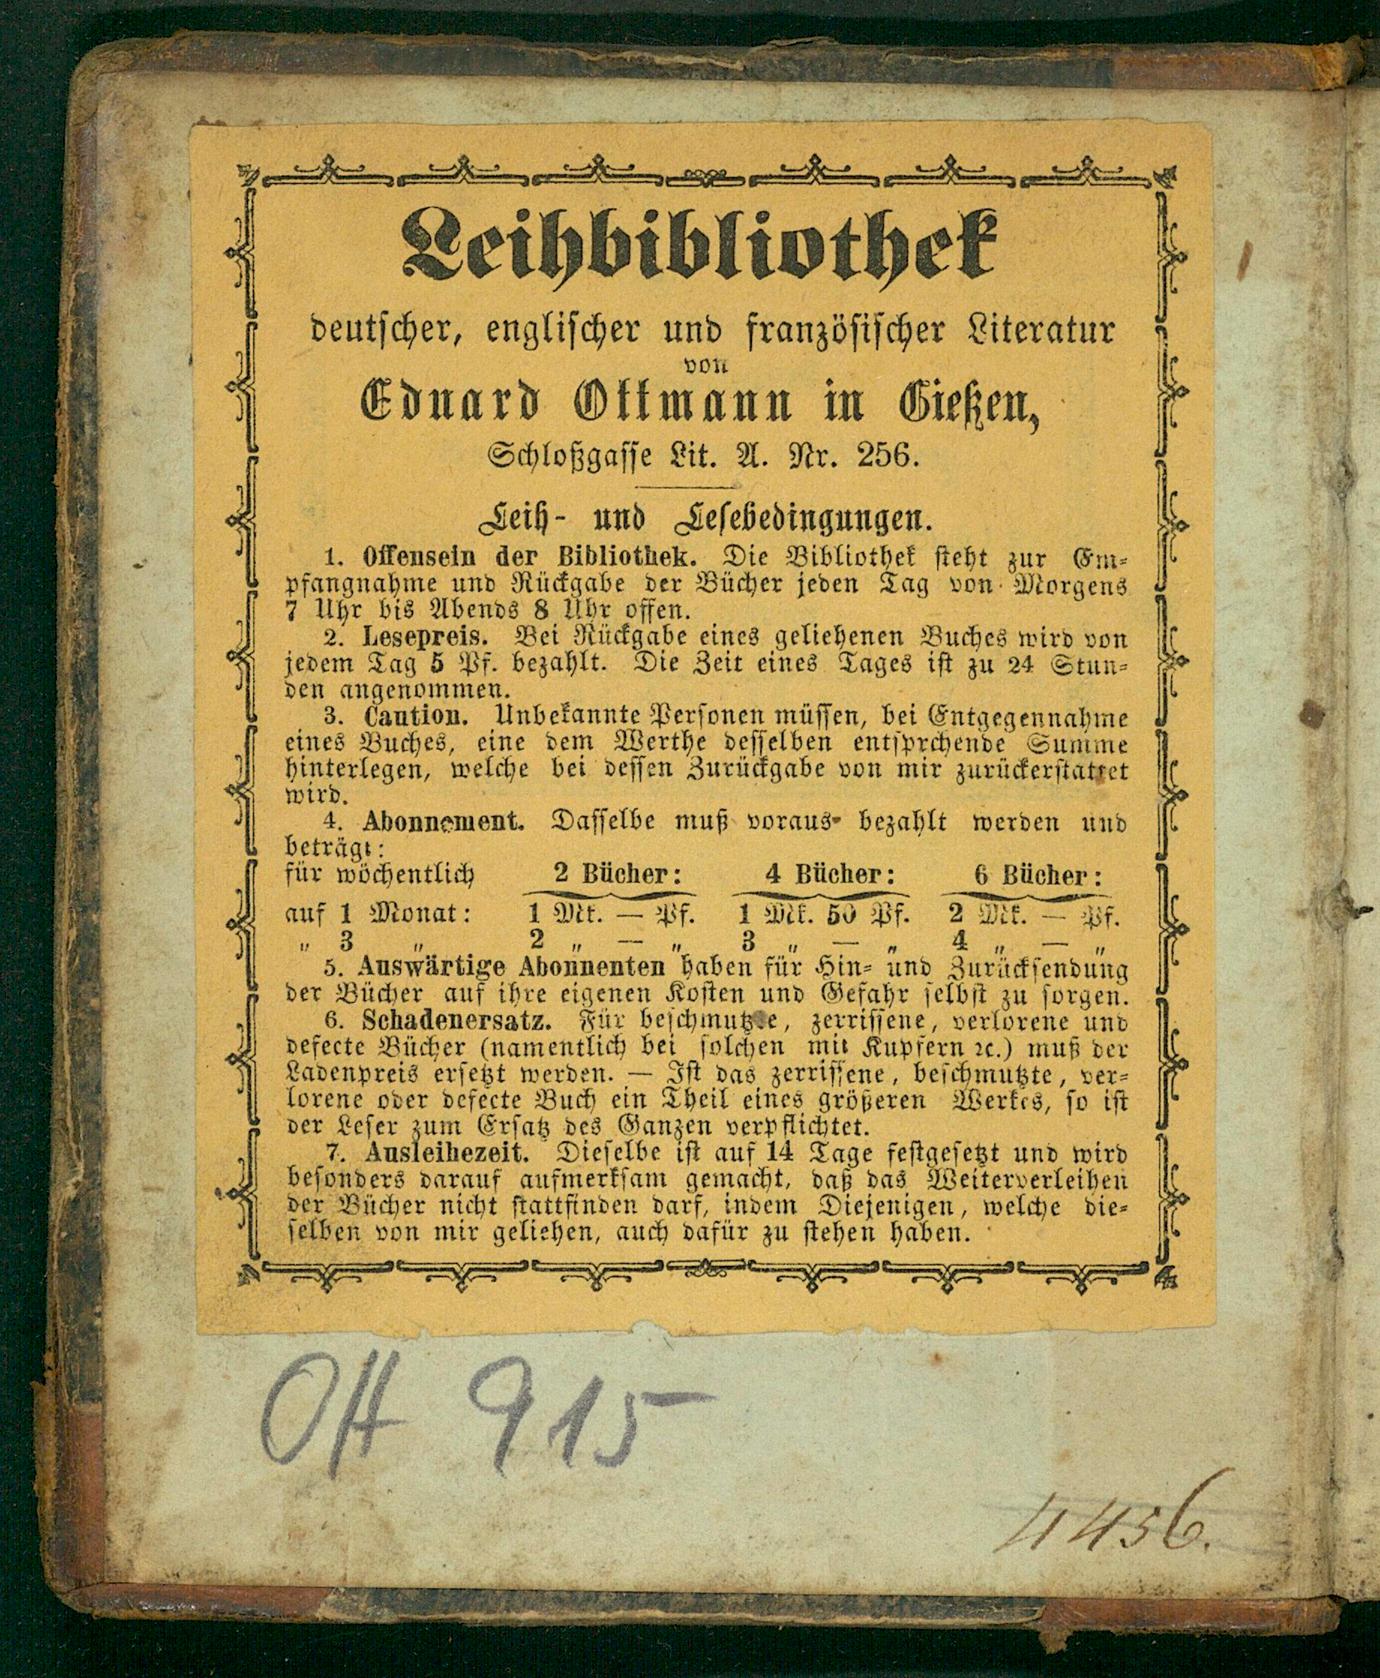 Leihbibliothek
deutscher, englischer und französischer Literatur
von
Eduard Ottmann in Gießen,
Schloßgasse Lit. A. Nr. 256.
Leih- und Lesebedingungen.
1. Offensein der Bibliothek. Die Bibliothek steht zur Em-
pfangnahme und Rückgabe der Bücher jeden Tag von Morgens
7 Uhr bis Abends 8 Uhr offen.
2. Lesepreis. Bei Rückgabe eines geliehenen Buches wird von
jedem Tag 5 Pf. bezahlt. Die Zeit eines Tages ist zu 24 Stun-
den angenommen.
3. Caution. Unbekannte Personen müssen, bei Entgegennahme
eines Buches, eine dem Werthe desselben entsprchende Summe
hinterlegen, welche bei dessen Zurückgabe von mir zurückerstattet
wird.
4. Abonnement. Dasselbe muß voraus- bezahlt werden und
beträgt:
für wöchentlich 2 Bücher: 4 Bücher: 6 Bücher:
auf 1 Monat: 1 Mk. — Pf. 1 Mk. 50 Pf. 2 Mk. — Pf.
„ 3 „ 2 „ — „ 3 „ — „ 4 „ — „
5. Auswärtige Abonnenten haben für Hin- und Zurücksendung
der Bücher auf ihre eigenen Kosten und Gefahr selbst zu sorgen.
6. Schadenersatz. Für beschmutzte, zerrissene, verlorene und
defecte Bücher (namentlich bei solchen mit Kupfern ꝛc.) muß der
Ladenpreis ersetzt werden. — Ist das zerrissene, beschmutzte, ver-
lorene oder defecte Buch ein Theil eines größeren Werkes, so ist
der Leser zum Ersatz des Ganzen verpflichtet.
7. Ausleihezeit. Dieselbe ist auf 14 Tage festgesetzt und wird
besonders darauf aufmerksam gemacht, daß das Weiterverleihen
der Bücher nicht stattfinden darf, indem Diejenigen, welche die-
selben von mir geliehen, auch dafür zu stehen haben.
OH 915
4456.